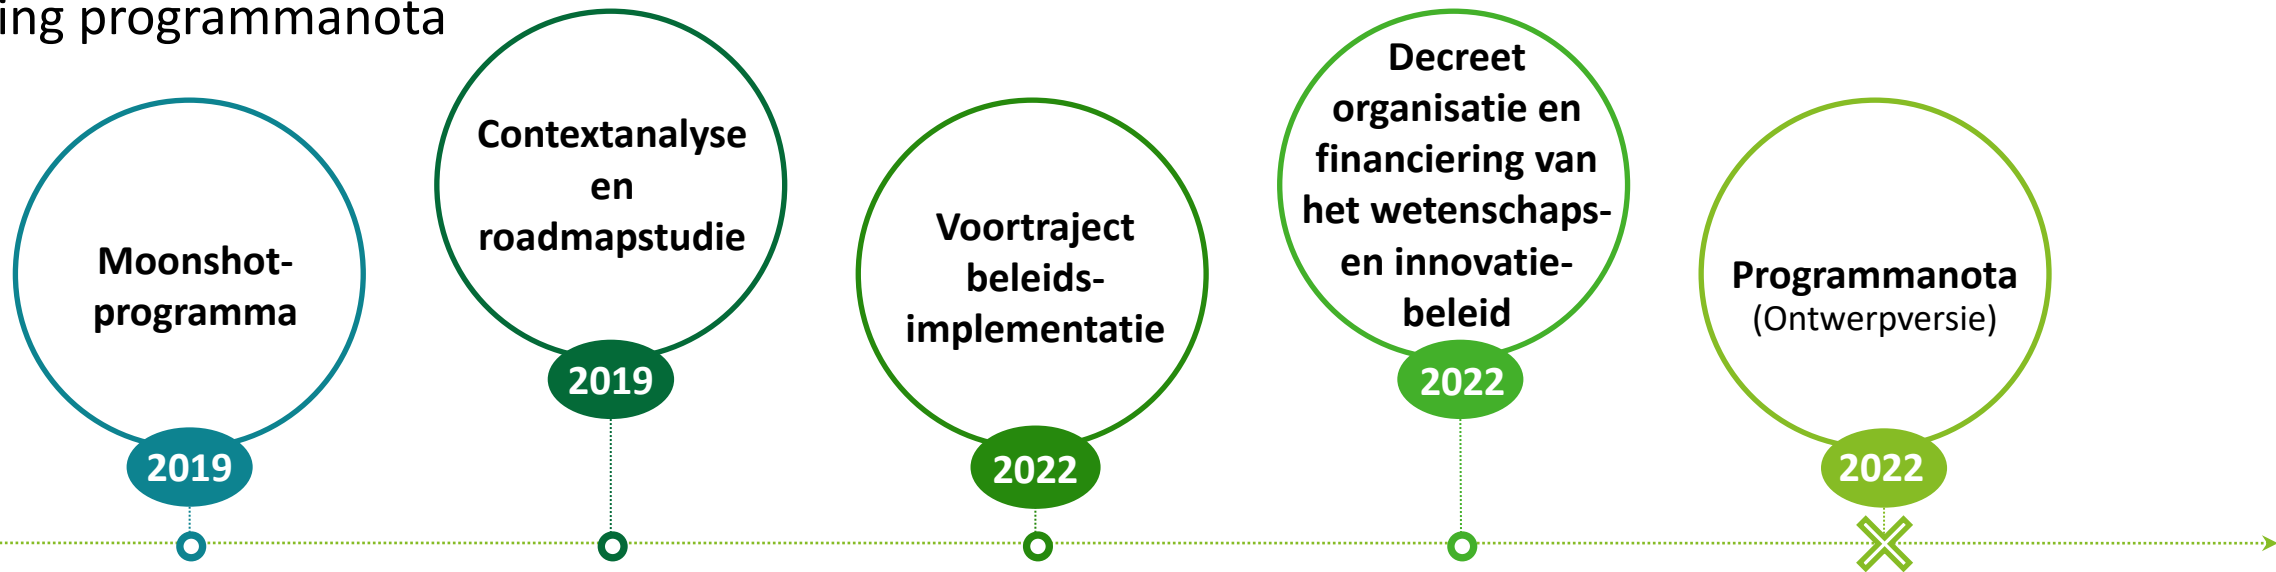 ing programmanota
Moonshot-
programma
2019
Contextanalyse
en
roadmapstudie
2019
Voortraject
beleids-
implementatie
2022
Decreet
organisatie en
financiering van
het wetenschaps-
en innovatie-
beleid
2022
Programmanota
(Ontwerpversie)
2022